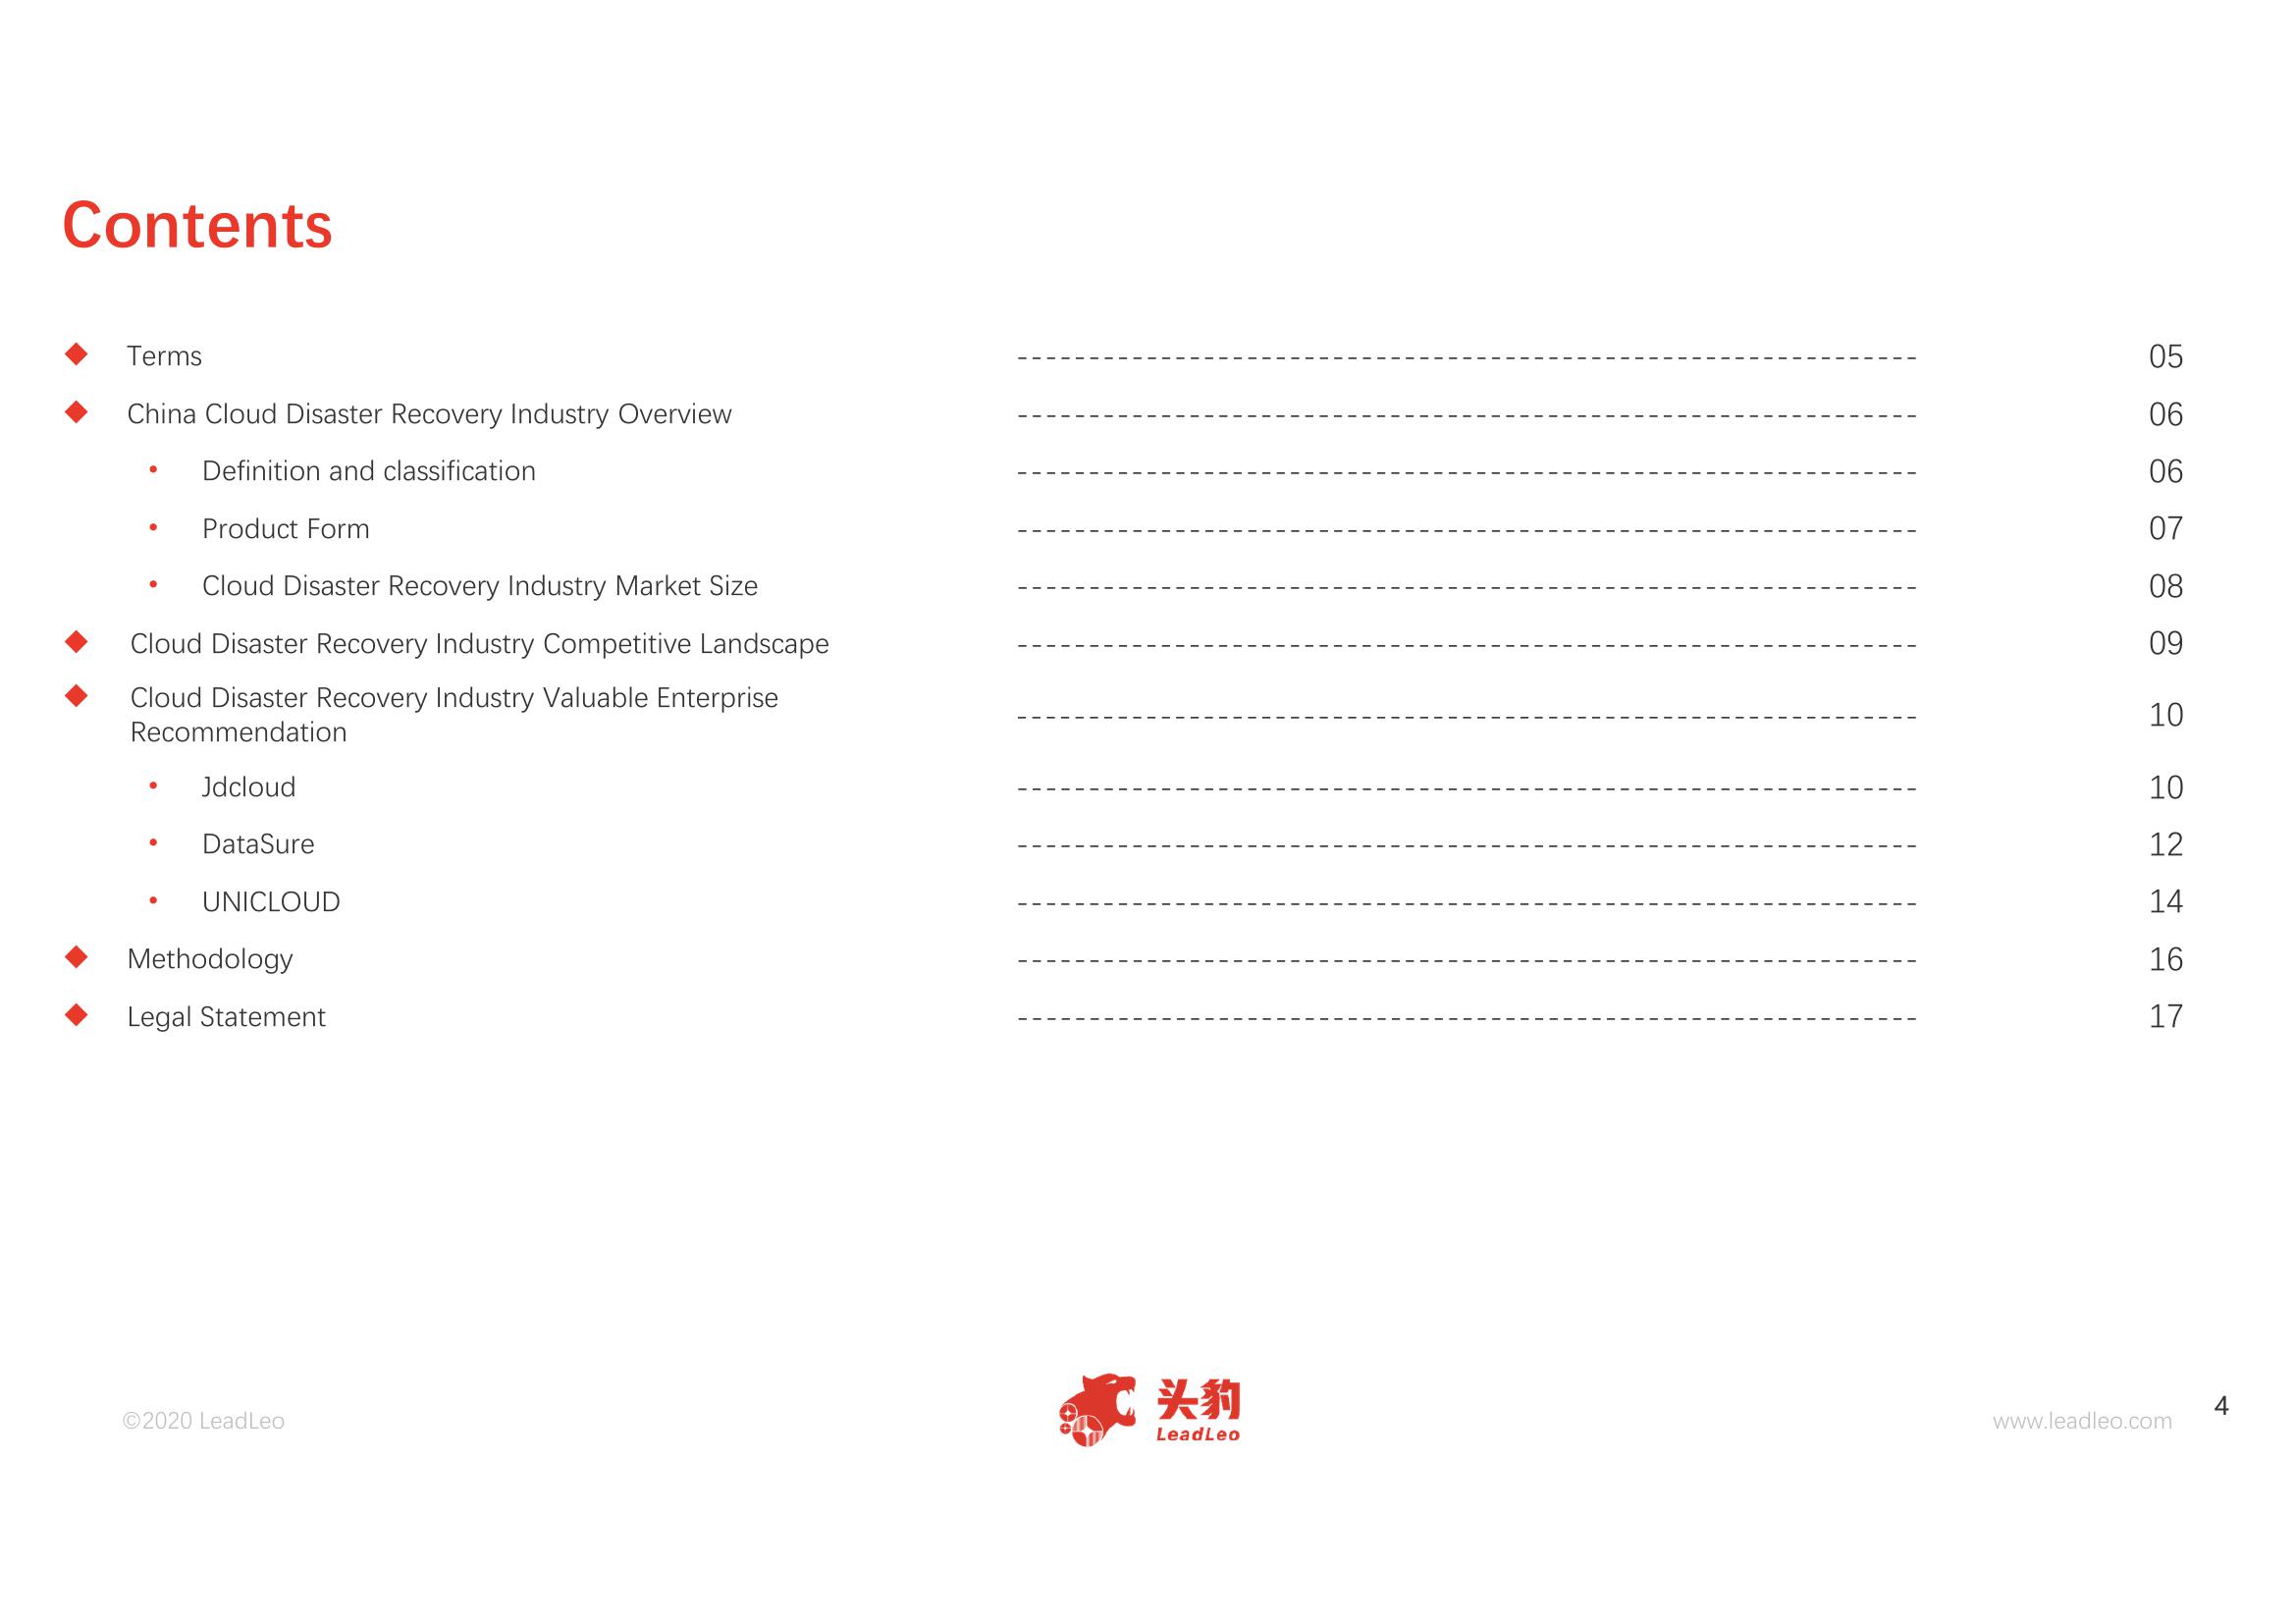 Contents
◆ Terms ------------------------------------------------------------ 05
◆ China Cloud Disaster Recovery Industry Overview ------------------------------------------------------------ 06
• Definition and classification ------------------------------------------------------------ 06
• Product Form ------------------------------------------------------------ 07
• Cloud Disaster Recovery Industry Market Size ------------------------------------------------------------ 08
◆ Cloud Disaster Recovery Industry Competitive Landscape ------------------------------------------------------------ 09
◆ Cloud Disaster Recovery Industry Valuable Enterprise
Recommendation ------------------------------------------------------------ 10
• Jdcloud ------------------------------------------------------------ 10
• DataSure ------------------------------------------------------------ 12
• UNICLOUD ------------------------------------------------------------ 14
◆ Methodology ------------------------------------------------------------ 16
◆ Legal Statement ------------------------------------------------------------ 17
©2020 LeadLeo
头豹
LeadLeo
www.leadleo.com
4